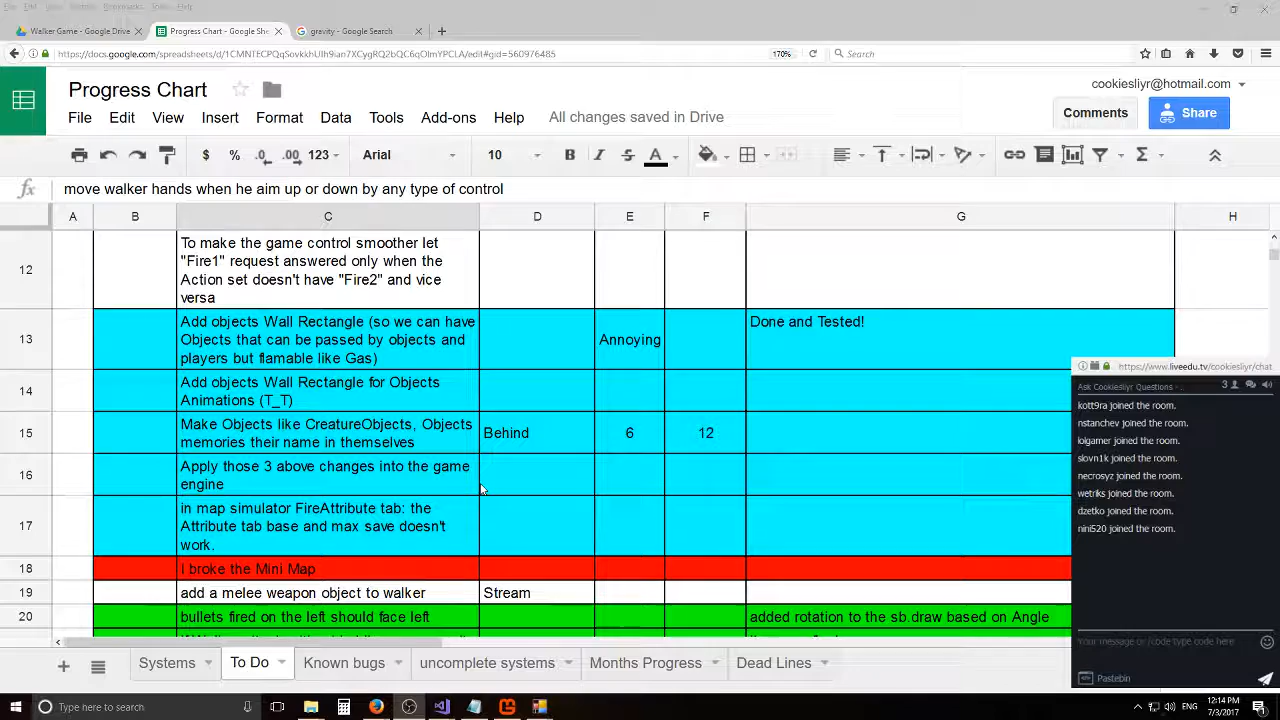 Walker Game - Google Drive
Progress Chart - Google Sh
gravity - Google Search
https://docs.google.com/spreadsheets/d/1CMNTECPQqSovkkhUIh9ian7XCygRQ2bQC6qOlmYPCLA/edit#gid=560976485
170%
Search
Progress Chart
cookiesliyr@hotmail.com
File Edit View Insert Format Data Tools Add-ons Help All changes saved in Drive
Comments
Share
$ % .0 .00 123 Arial 10 B I S A
fx move walker hands when he aim up or down by any type of control
A B C D E F G H
12 To make the game control smoother let
"Fire1" request answered only when the
Action set doesn't have "Fire2" and vice
versa
13 Add objects Wall Rectangle (so we can have
Objects that can be passed by objects and
players but flamable like Gas)
Annoying
Done and Tested!
14 Add objects Wall Rectangle for Objects
Animations (T_T)
15 Make Objects like CreatureObjects, Objects
memories their name in themselves
Behind 6 12
16 Apply those 3 above changes into the game
engine
17 in map simulator FireAttribute tab: the
Attribute tab base and max save doesn't
work.
18 I broke the Mini Map
19 add a melee weapon object to walker Stream
20 bullets fired on the left should face left added rotation to the sb.draw based on Angle
https://www.liveedu.tv/cookiesliyr/chat
Ask Cookiesliyr Questions - .. 3
kott9ra joined the room.
nstanchev joined the room.
lolgamer joined the room.
slovn1k joined the room.
necrosyz joined the room.
wetriks joined the room.
dzetko joined the room.
nini520 joined the room.
Your message or /code type code here
Pastebin
Systems To Do Known bugs uncomplete systems Months Progress Dead Lines
Type here to search
ENG
12:14 PM
7/3/2017